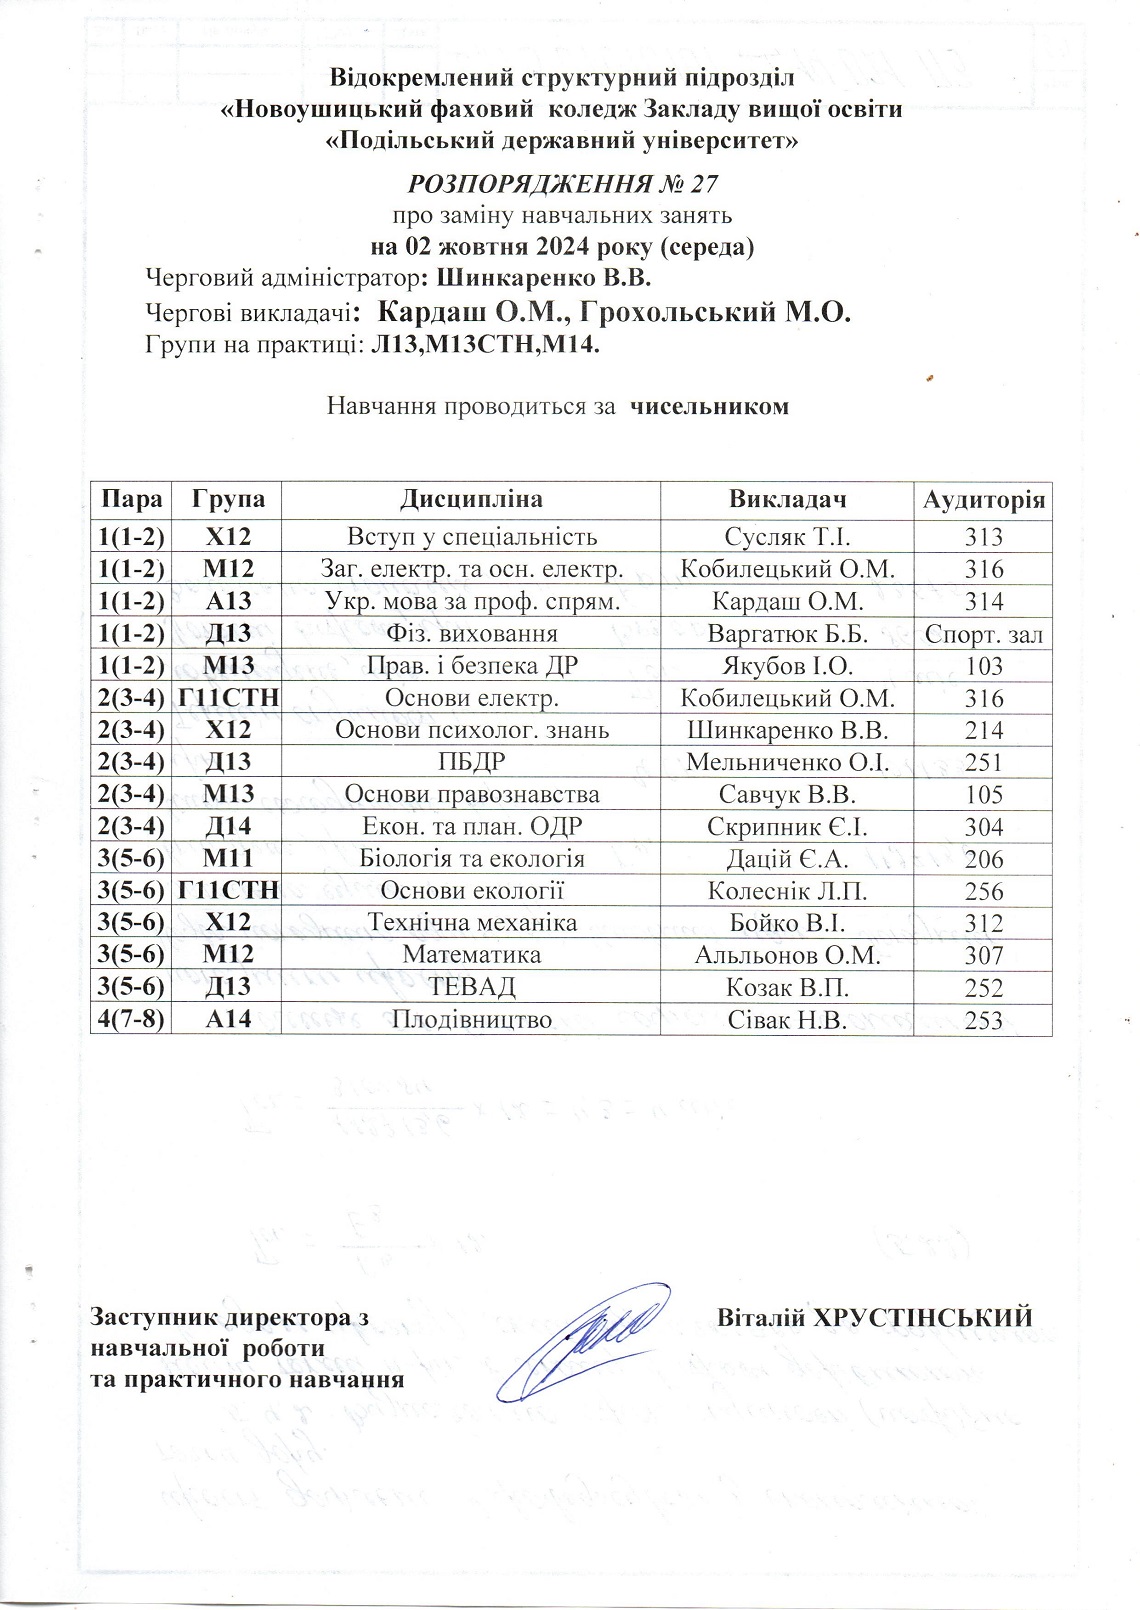 Відокремлений структурний підрозділ
«Новоушицький фаховий коледж Закладу вищої освіти
«Подільський державний університет»
РОЗПОРЯДЖЕННЯ № 27
про заміну навчальних занять
на 02 жовтня 2024 року (середа)
Черговий адміністратор: Шинкаренко В.В.
Чергові викладачі: Кардаш О.М., Грохольський М.О.
Групи на практиці: Л13,М13СТН,М14.
Навчання проводиться за чисельником
Пара Група Дисципліна Викладач Аудиторія
1(1-2) Х12 Вступ у спеціальність Сусляк Т.І. 313
1(1-2) М12 Заг. електр. та осн. електр. Кобилецький О.М. 316
1(1-2) А13 Укр. мова за проф. спрям. Кардаш О.М. 314
1(1-2) Д13 Фіз. виховання Варгатюк Б.Б. Спорт. зал
1(1-2) М13 Прав. і безпека ДР Якубов І.О. 103
2(3-4) Г11СТН Основи електр. Кобилецький О.М. 316
2(3-4) Х12 Основи психолог. знань Шинкаренко В.В. 214
2(3-4) Д13 ПБДР Мельниченко О.І. 251
2(3-4) М13 Основи правознавства Савчук В.В. 105
2(3-4) Д14 Екон. та план. ОДР Скрипник Є.І. 304
3(5-6) М11 Біологія та екологія Дацій Є.А. 206
3(5-6) Г11СТН Основи екології Колеснік Л.П. 256
3(5-6) Х12 Технічна механіка Бойко В.І. 312
3(5-6) М12 Математика Альльонов О.М. 307
3(5-6) Д13 ТЕВАД Козак В.П. 252
4(7-8) А14 Плодівництво Сівак Н.В. 253
Заступник директора з Віталій ХРУСТІНСЬКИЙ
навчальної роботи
та практичного навчання